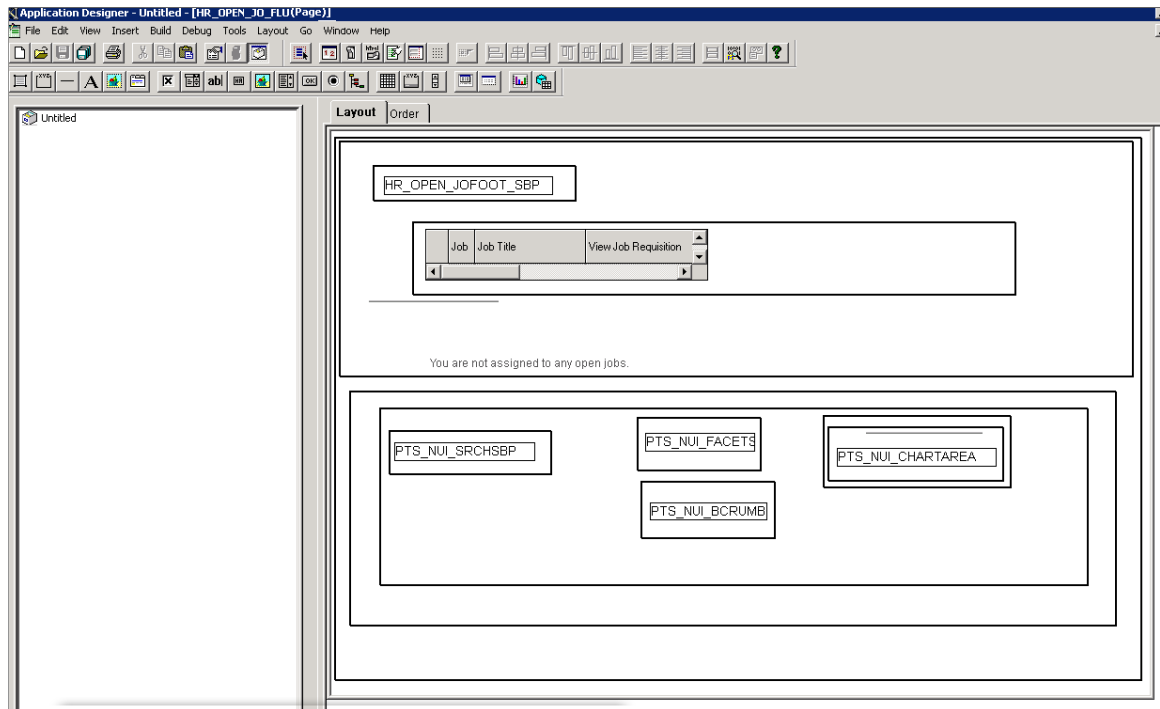 Application Designer - Untitled - [HR_OPEN_JO_FLU(Page)]
File Edit View Insert Build Debug Tools Layout Go Window Help
Untitled
Layout Order
HR_OPEN_JOFOOT_SBP
Job Job Title View Job Requisition
You are not assigned to any open jobs.
PTS_NUI_SRCHSBP
PTS_NUI_FACETS
PTS_NUI_CHARTAREA
PTS_NUI_BCRUMB